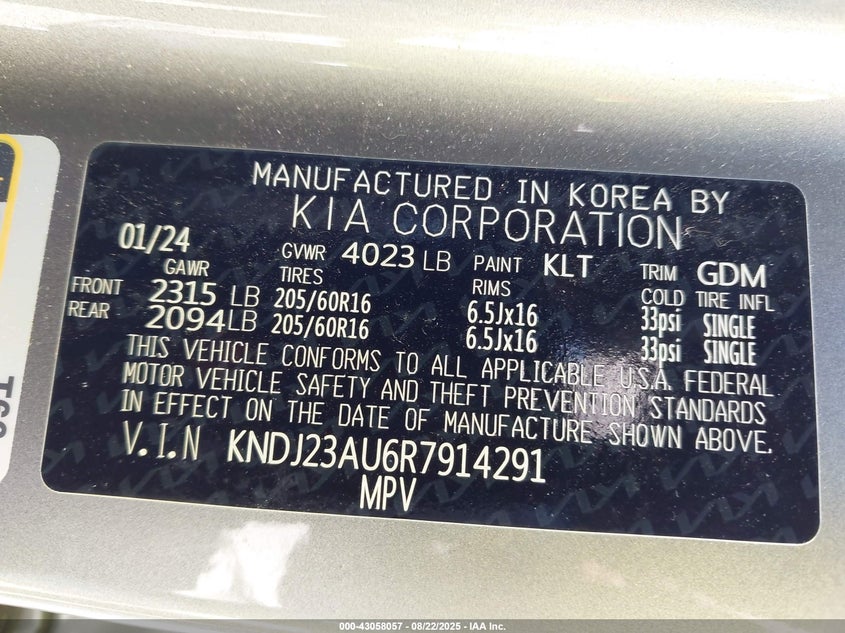 MANUFACTURED IN KOREA BY
KIA CORPORATION
01/24 GVWR 4023 LB PAINT KLT TRIM GDM
GAWR TIRES RIMS COLD TIRE INFL
FRONT 2315 LB 205/60R16 6.5Jx16 33psi SINGLE
REAR 2094 LB 205/60R16 6.5Jx16 33psi SINGLE
THIS VEHICLE CONFORMS TO ALL APPLICABLE U.S.A. FEDERAL
MOTOR VEHICLE SAFETY AND THEFT PREVENTION STANDARDS
IN EFFECT ON THE DATE OF MANUFACTURE SHOWN ABOVE.
V.I.N KNDJ23AU6R7914291
MPV
000-43058057 - 08/22/2025 - IAA Inc.